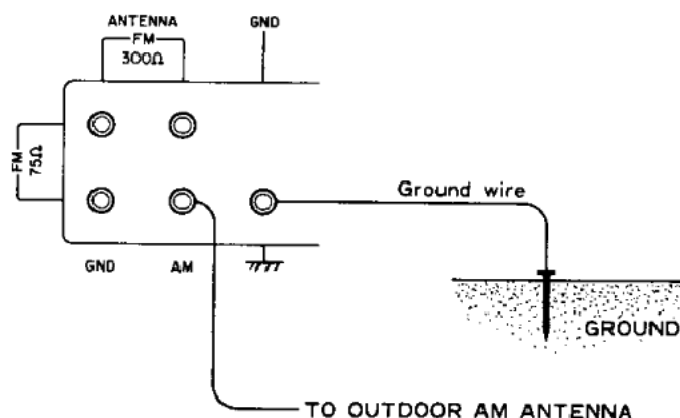 ANTENNA
GND
FM
300Ω
FM
75Ω
Ground wire
GND
AM
GROUND
TO OUTDOOR AM ANTENNA